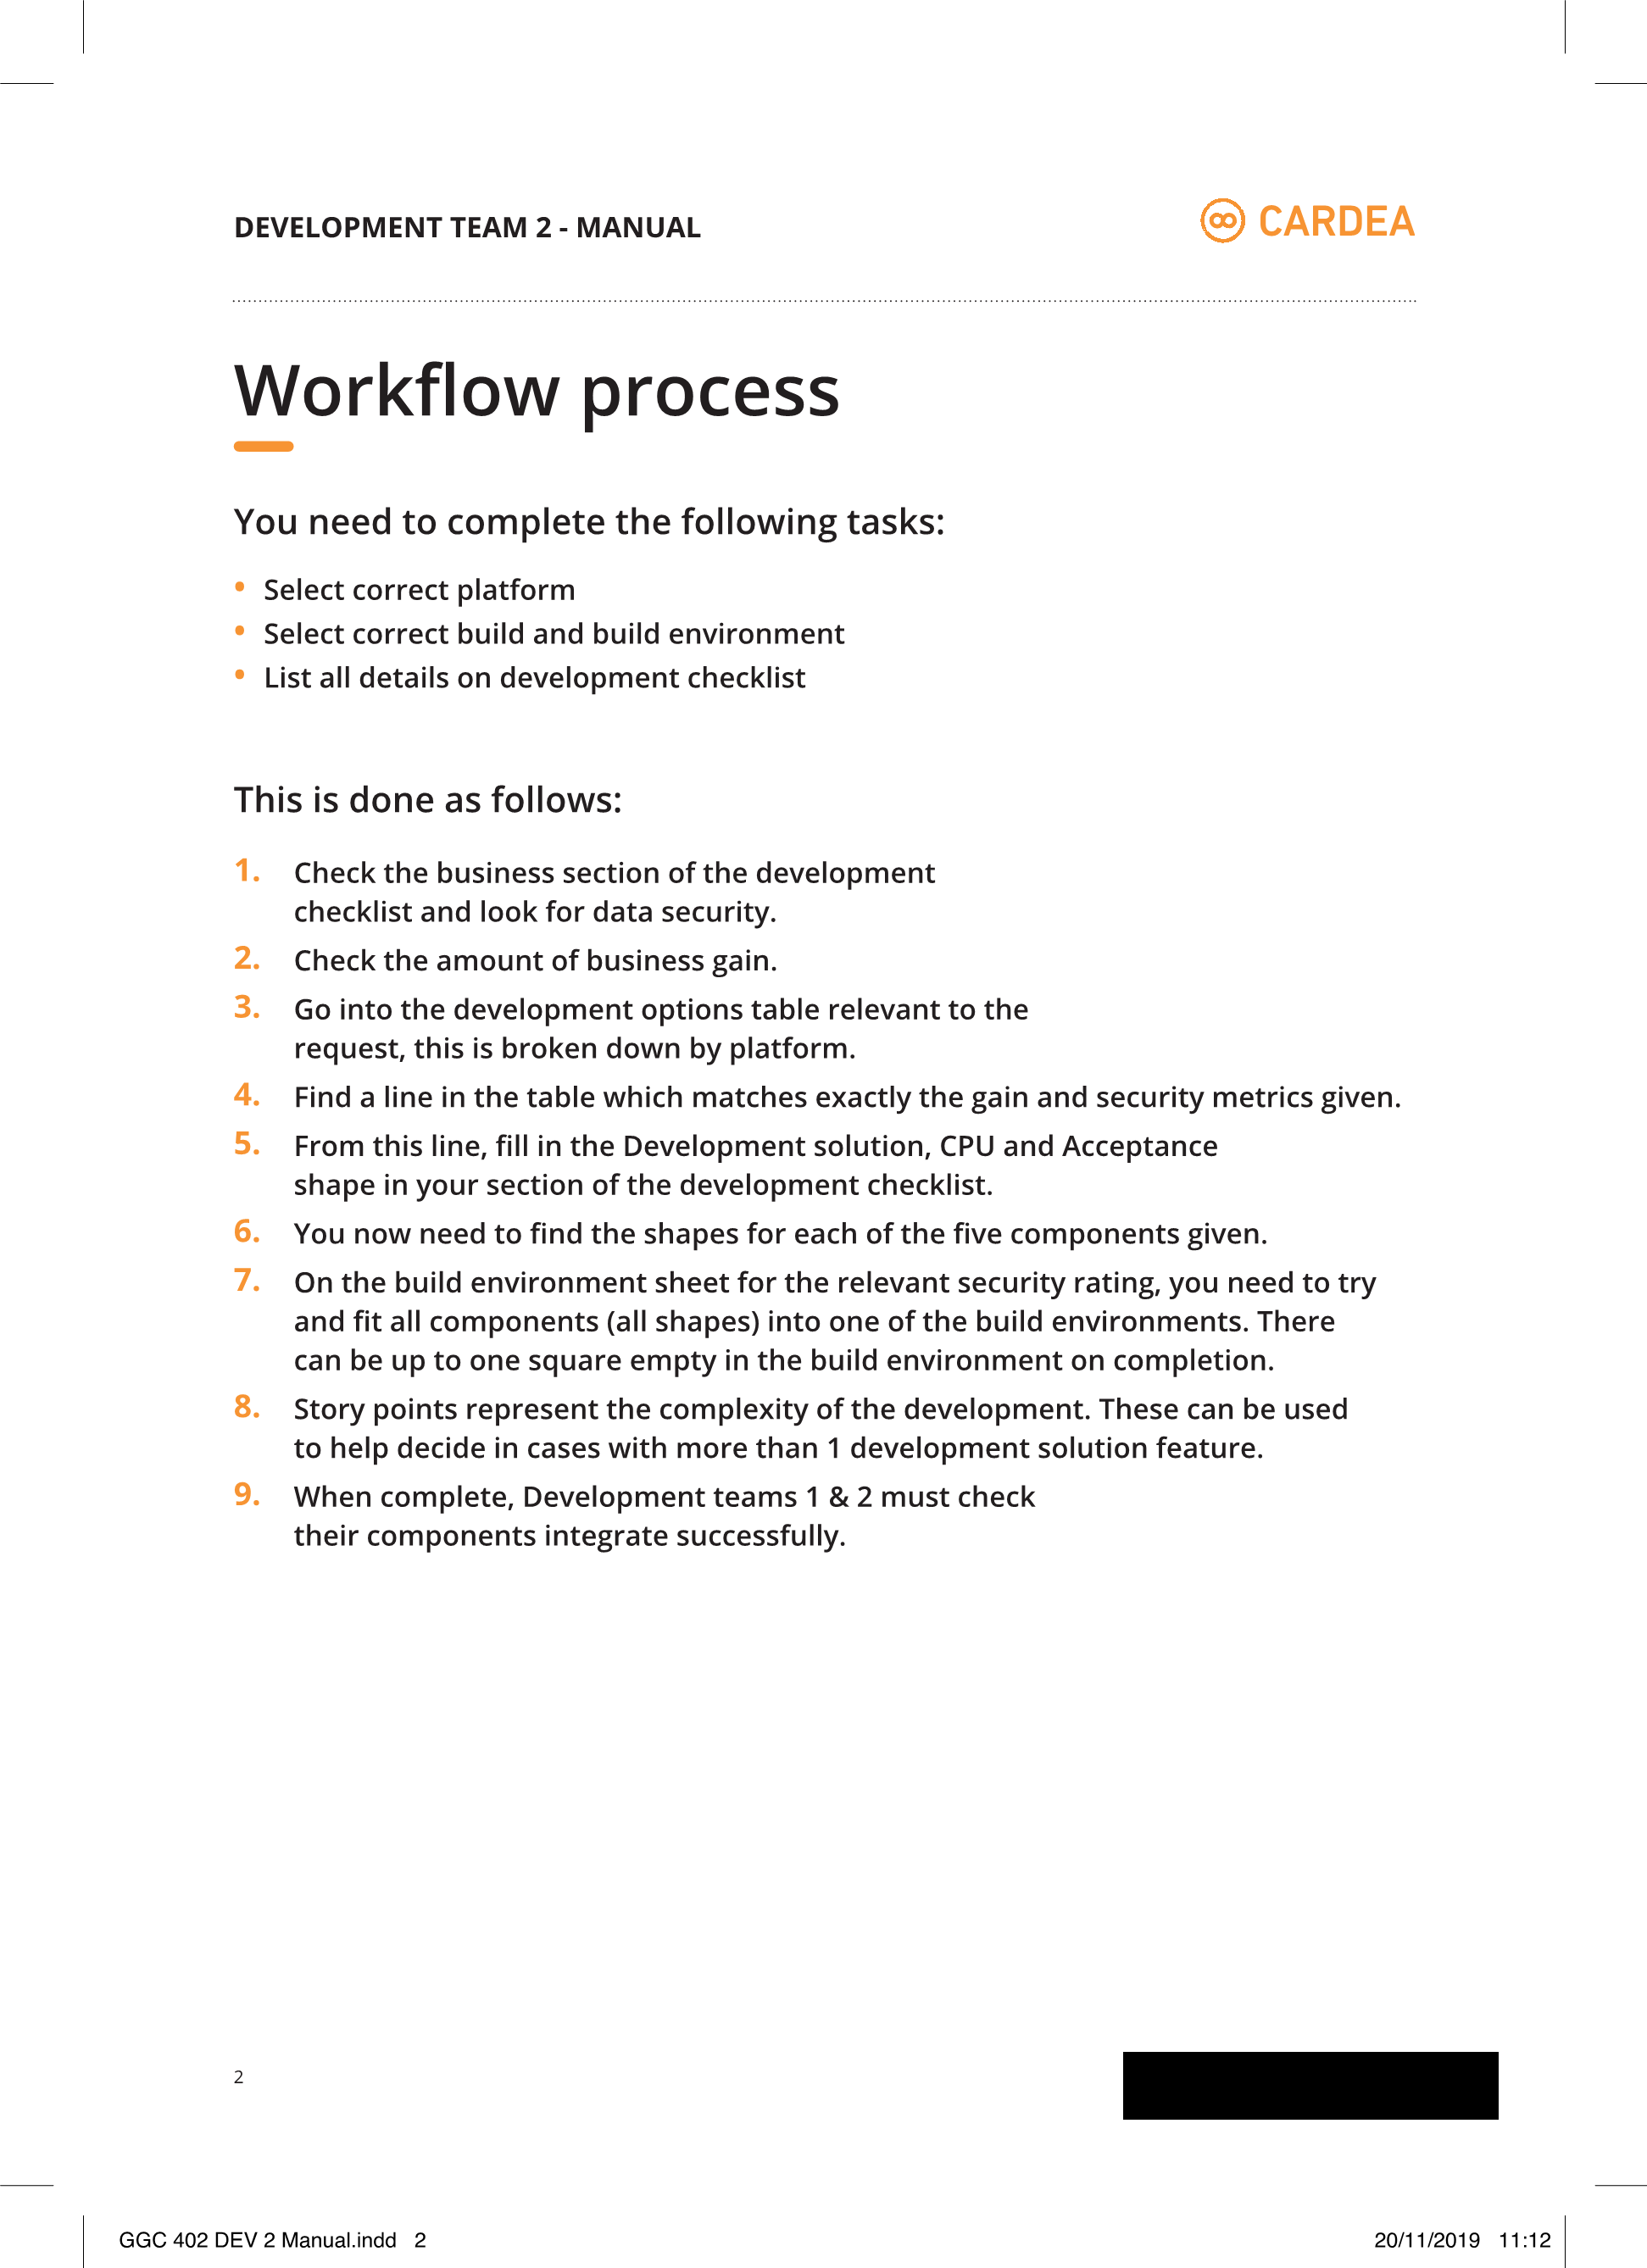 DEVELOPMENT TEAM 2 - MANUAL
CARDEA
Workflow process
You need to complete the following tasks:
• Select correct platform
• Select correct build and build environment
• List all details on development checklist
This is done as follows:
1. Check the business section of the development
checklist and look for data security.
2. Check the amount of business gain.
3. Go into the development options table relevant to the
request, this is broken down by platform.
4. Find a line in the table which matches exactly the gain and security metrics given.
5. From this line, fill in the Development solution, CPU and Acceptance
shape in your section of the development checklist.
6. You now need to find the shapes for each of the five components given.
7. On the build environment sheet for the relevant security rating, you need to try
and fit all components (all shapes) into one of the build environments. There
can be up to one square empty in the build environment on completion.
8. Story points represent the complexity of the development. These can be used
to help decide in cases with more than 1 development solution feature.
9. When complete, Development teams 1 & 2 must check
their components integrate successfully.
2
GGC 402 DEV 2 Manual.indd 2
20/11/2019 11:12